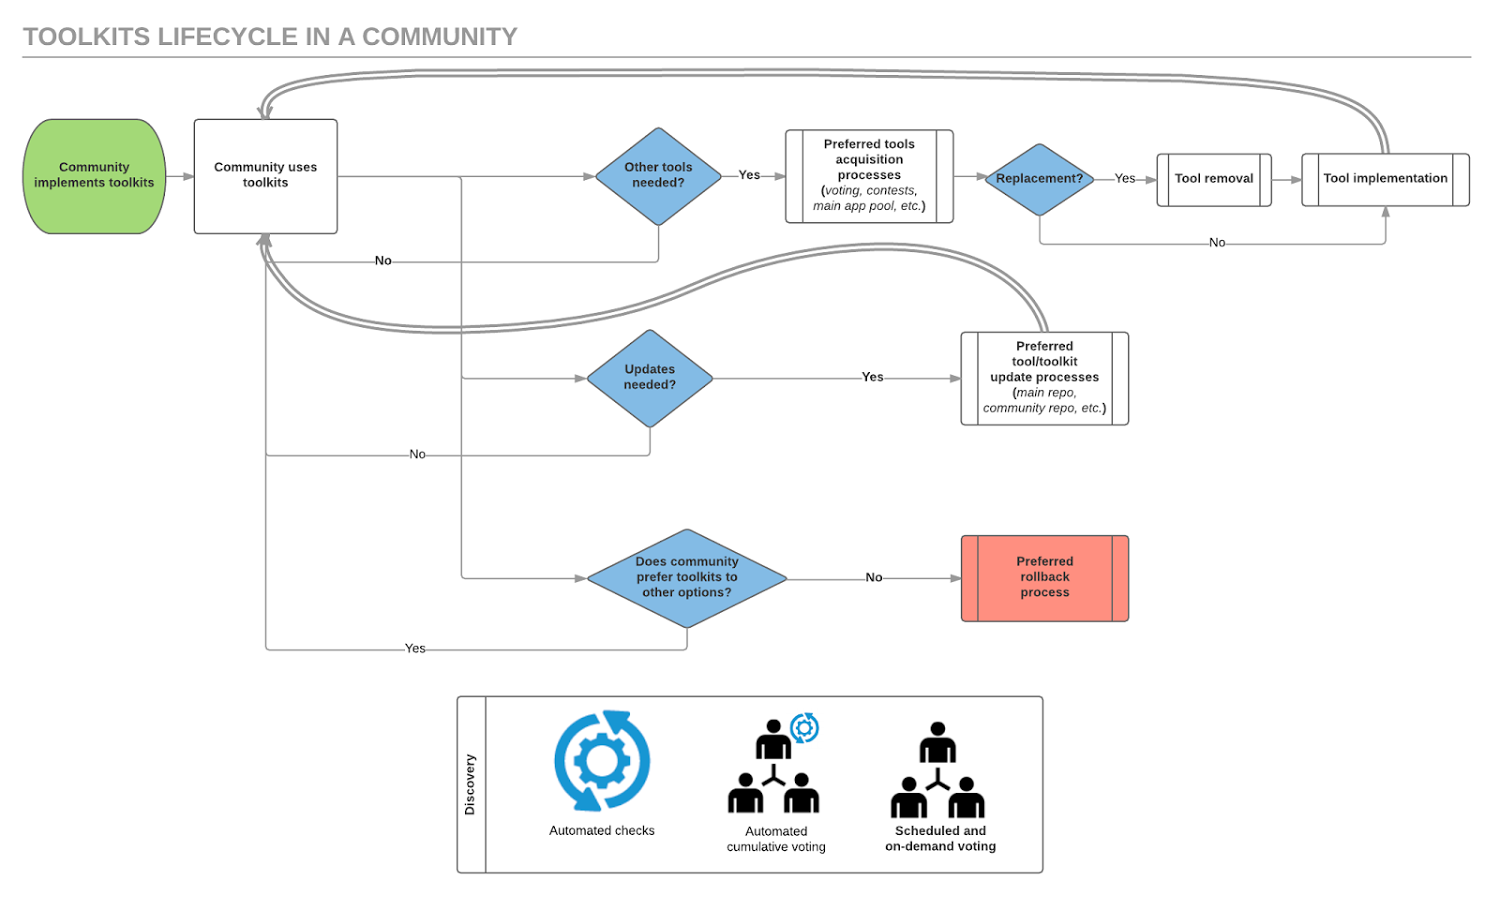 TOOLKITS LIFECYCLE IN A COMMUNITY
Community
implements toolkits
Community uses
toolkits
Other tools
needed?
Yes
Preferred tools
acquisition
processes
(voting, contests,
main app pool, etc.)
Replacement?
Yes
Tool removal
Tool implementation
No
No
Updates
needed?
Yes
Preferred
tool/toolkit
update processes
(main repo,
community repo, etc.)
No
Does community
prefer toolkits to
other options?
No
Preferred
rollback
process
Yes
Discovery
Automated checks
Automated
cumulative voting
Scheduled and
on-demand voting